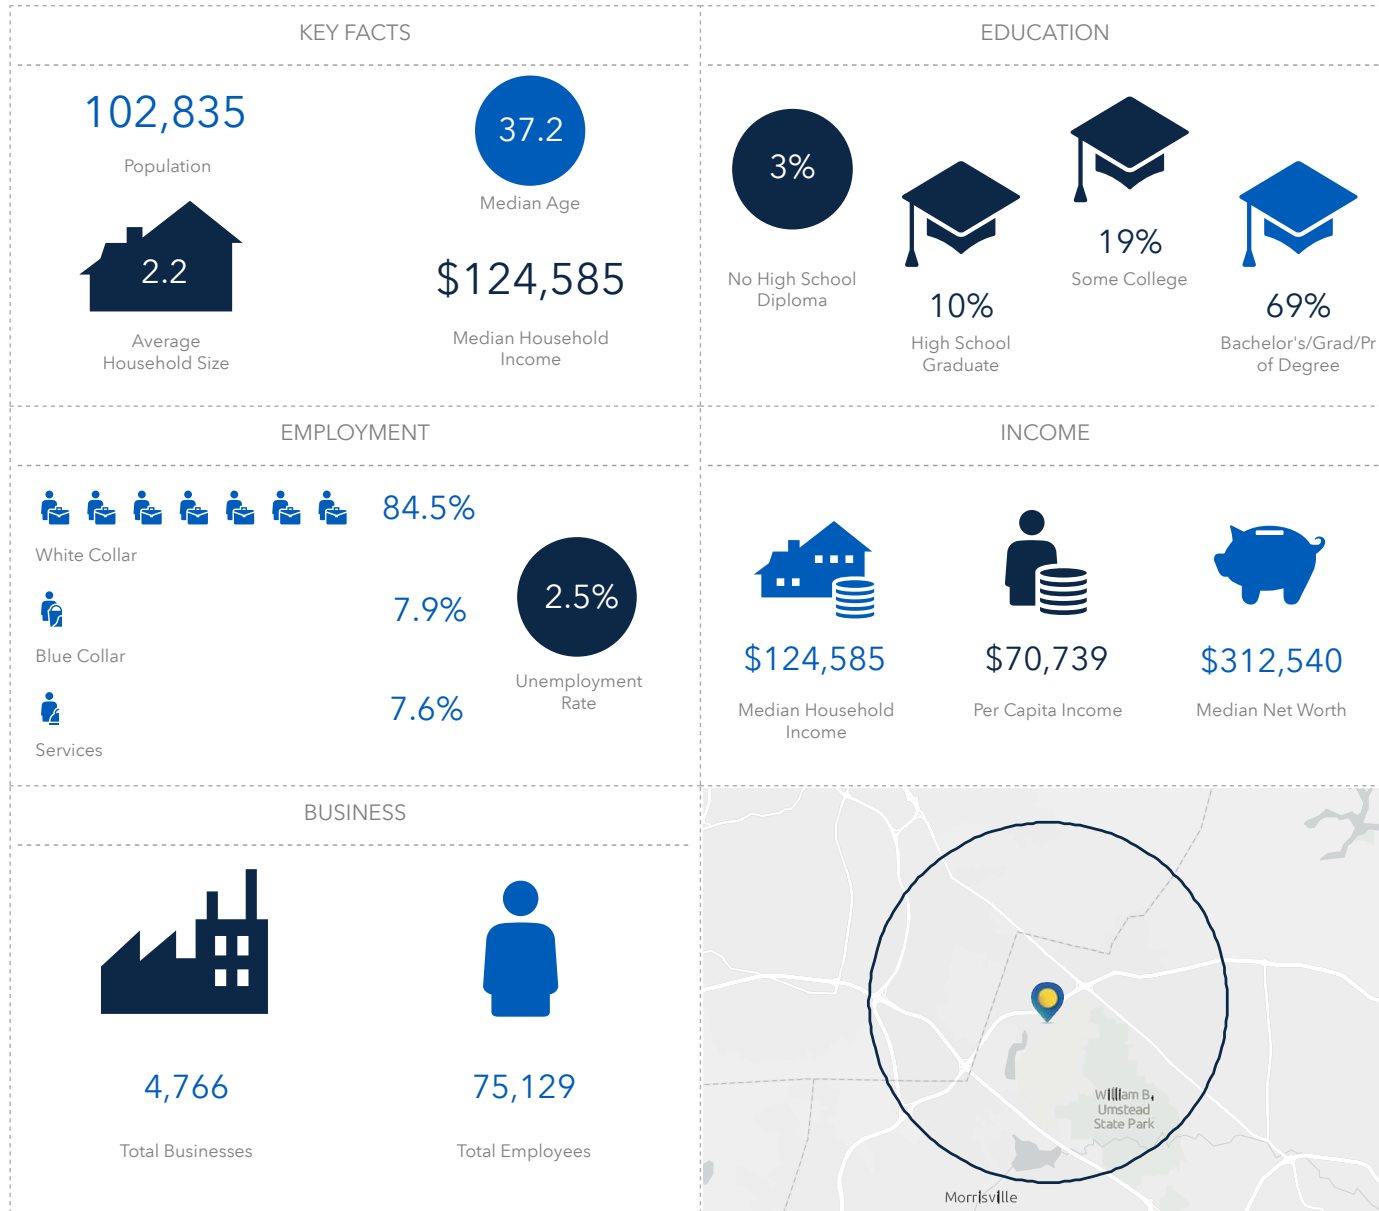 KEY FACTS
102,835
Population
37.2
Median Age
2.2
Average
Household Size
$124,585
Median Household
Income
EDUCATION
3%
No High School
Diploma
10%
High School
Graduate
19%
Some College
69%
Bachelor's/Grad/Pr
of Degree
EMPLOYMENT
84.5%
White Collar
7.9%
Blue Collar
7.6%
Services
2.5%
Unemployment
Rate
INCOME
$124,585
Median Household
Income
$70,739
Per Capita Income
$312,540
Median Net Worth
BUSINESS
4,766
Total Businesses
75,129
Total Employees
William B.
Umstead
State Park
Morrisville